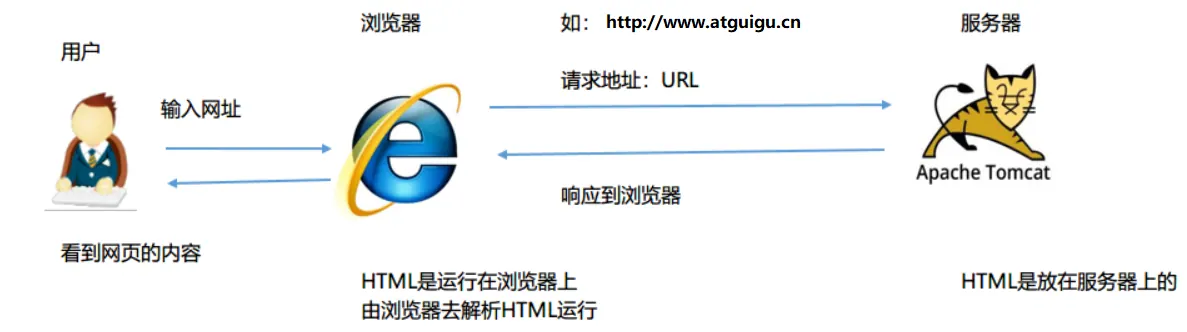 浏览器
如： http://www.atguigu.cn
服务器
用户
输入网址
请求地址：URL
Apache Tomcat
响应到浏览器
看到网页的内容
HTML是运行在浏览器上
由浏览器去解析HTML运行
HTML是放在服务器上的